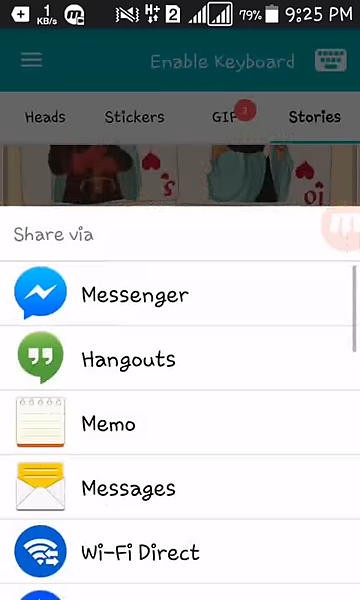 1
KB/s
H+
2
79%
9:25 PM
Enable Keyboard
Heads
Stickers
GIF
3
Stories
Share via
Messenger
Hangouts
Memo
Messages
Wi-Fi Direct